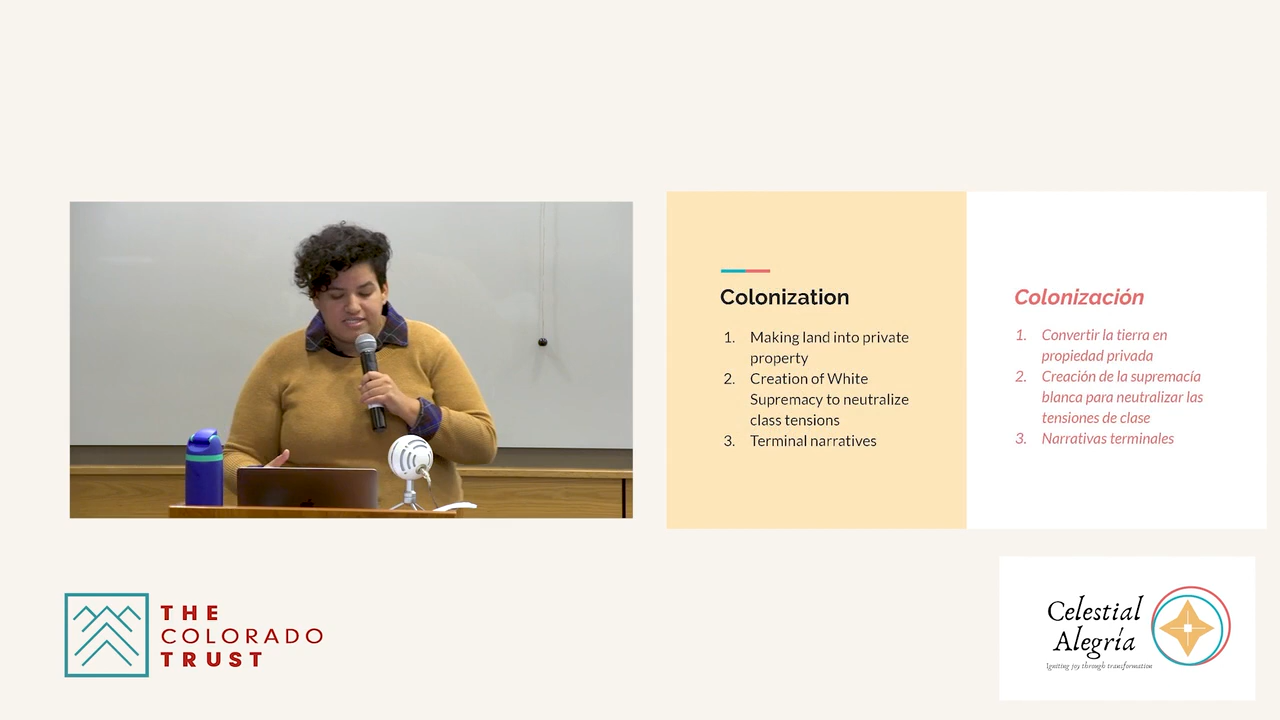 Colonization
1. Making land into private
property
2. Creation of White
Supremacy to neutralize
class tensions
3. Terminal narratives
Colonización
1. Convertir la tierra en
propiedad privada
2. Creación de la supremacía
blanca para neutralizar las
tensiones de clase
3. Narrativas terminales
THE
COLORADO
TRUST
Celestial
Alegría
Igniting joy through transformation